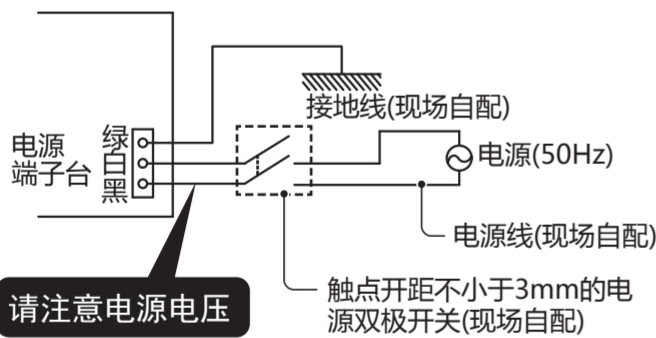 接地线(现场自配)
电源
端子台
绿
白
黑
电源(50Hz)
电源线(现场自配)
请注意电源电压
触点开距不小于3mm的电
源双极开关(现场自配)